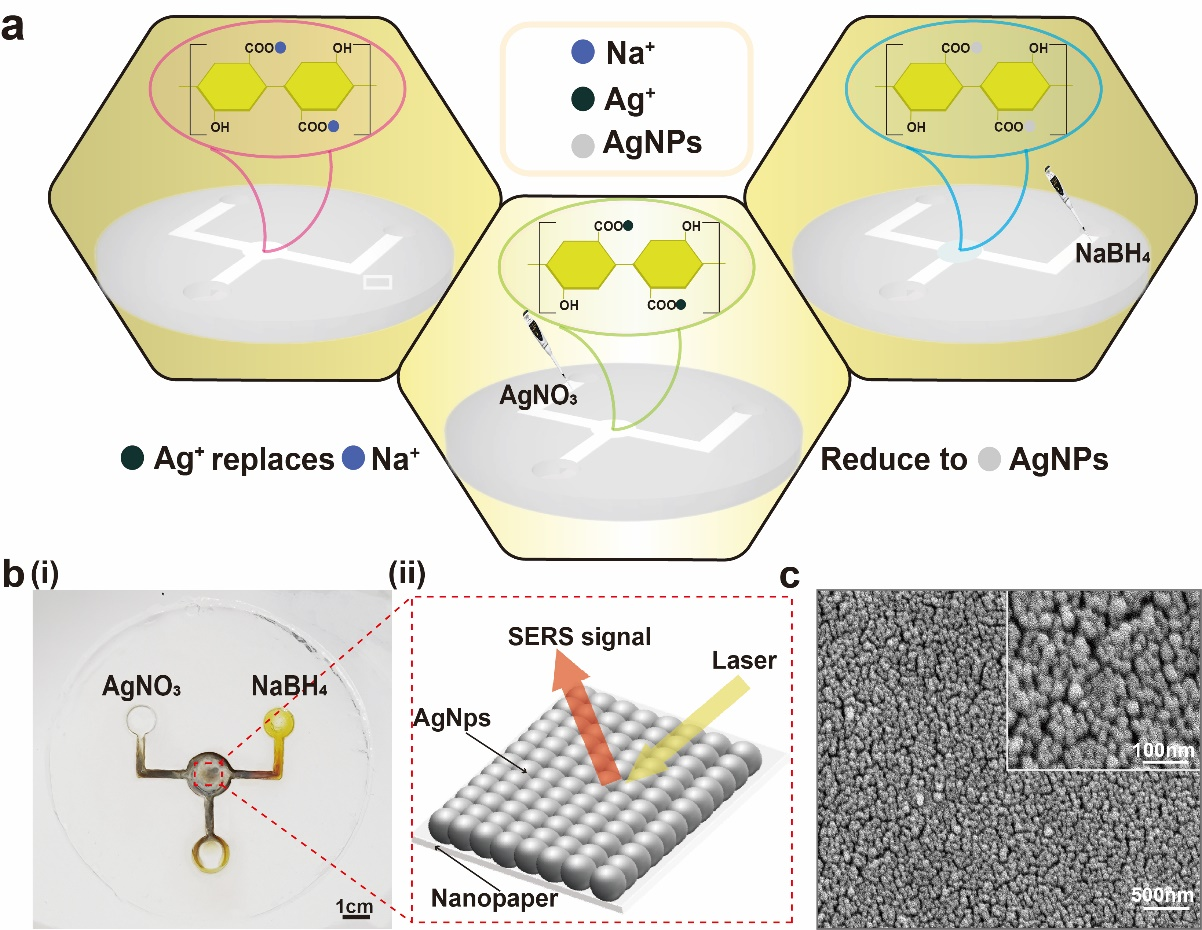 a
COO
OH
OH
COO
Na⁺
Ag⁺
AgNPs
COO
OH
OH
COO
NaBH₄
COO
OH
OH
COO
AgNO₃
Ag⁺ replaces Na⁺
Reduce to AgNPs
b (i)
AgNO₃
NaBH₄
1cm
(ii)
SERS signal
Laser
AgNps
Nanopaper
c
100nm
500nm